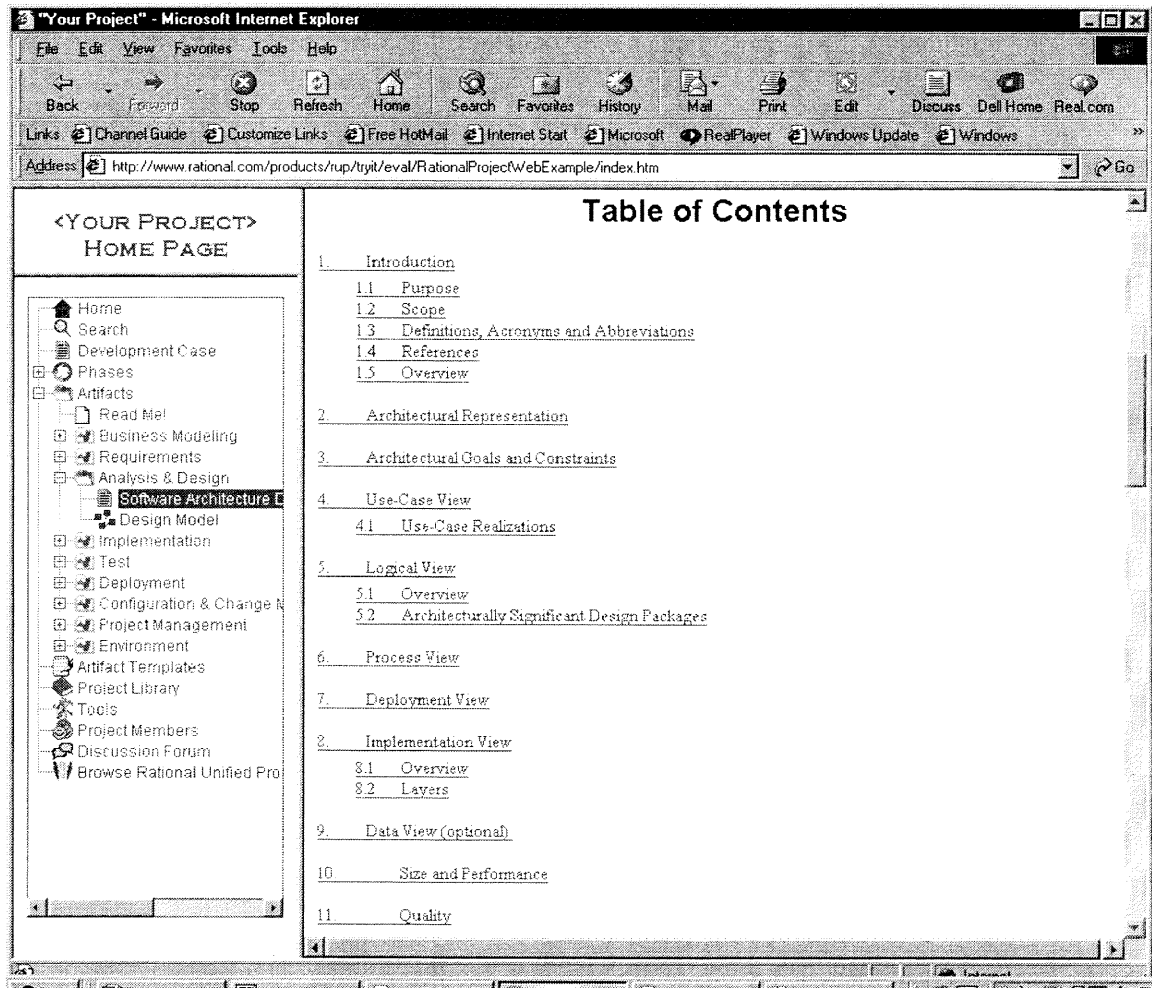 "Your Project" - Microsoft Internet Explorer
File Edit View Favorites Tools Help
Back Forward Stop Refresh Home Search Favorites History Mail Print Edit Discuss Dell Home Real.com
Links Channel Guide Customize Links Free HotMail Internet Start Microsoft RealPlayer Windows Update Windows »
Address http://www.rational.com/products/rup/tryit/eval/RationalProjectWebExample/index.htm Go
<YOUR PROJECT>
HOME PAGE
Home
Search
Development Case
Phases
Artifacts
Read Me!
Business Modeling
Requirements
Analysis & Design
Software Architecture D
Design Model
Implementation
Test
Deployment
Configuration & Change M
Project Management
Environment
Artifact Templates
Project Library
Tools
Project Members
Discussion Forum
Browse Rational Unified Pro
Table of Contents
1. Introduction
1.1 Purpose
1.2 Scope
1.3 Definitions, Acronyms and Abbreviations
1.4 References
1.5 Overview
2. Architectural Representation
3. Architectural Goals and Constraints
4. Use-Case View
4.1 Use-Case Realizations
5. Logical View
5.1 Overview
5.2 Architecturally Significant Design Packages
6. Process View
7. Deployment View
8. Implementation View
8.1 Overview
8.2 Layers
9. Data View (optional)
10. Size and Performance
11. Quality
Internet